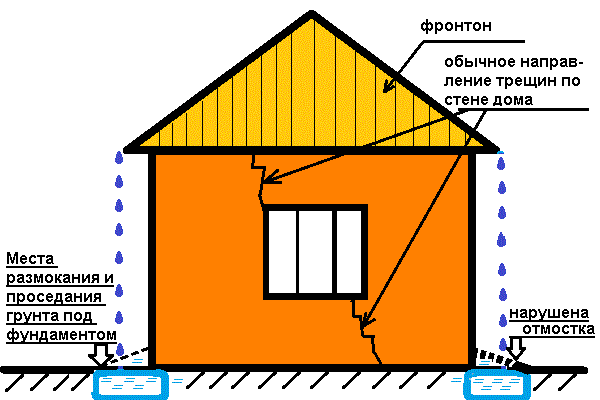 фронтон
обычное направ-
ление трещин по
стене дома
Места
размокания и
проседания
грунта под
фундаментом
нарушена
отмостка